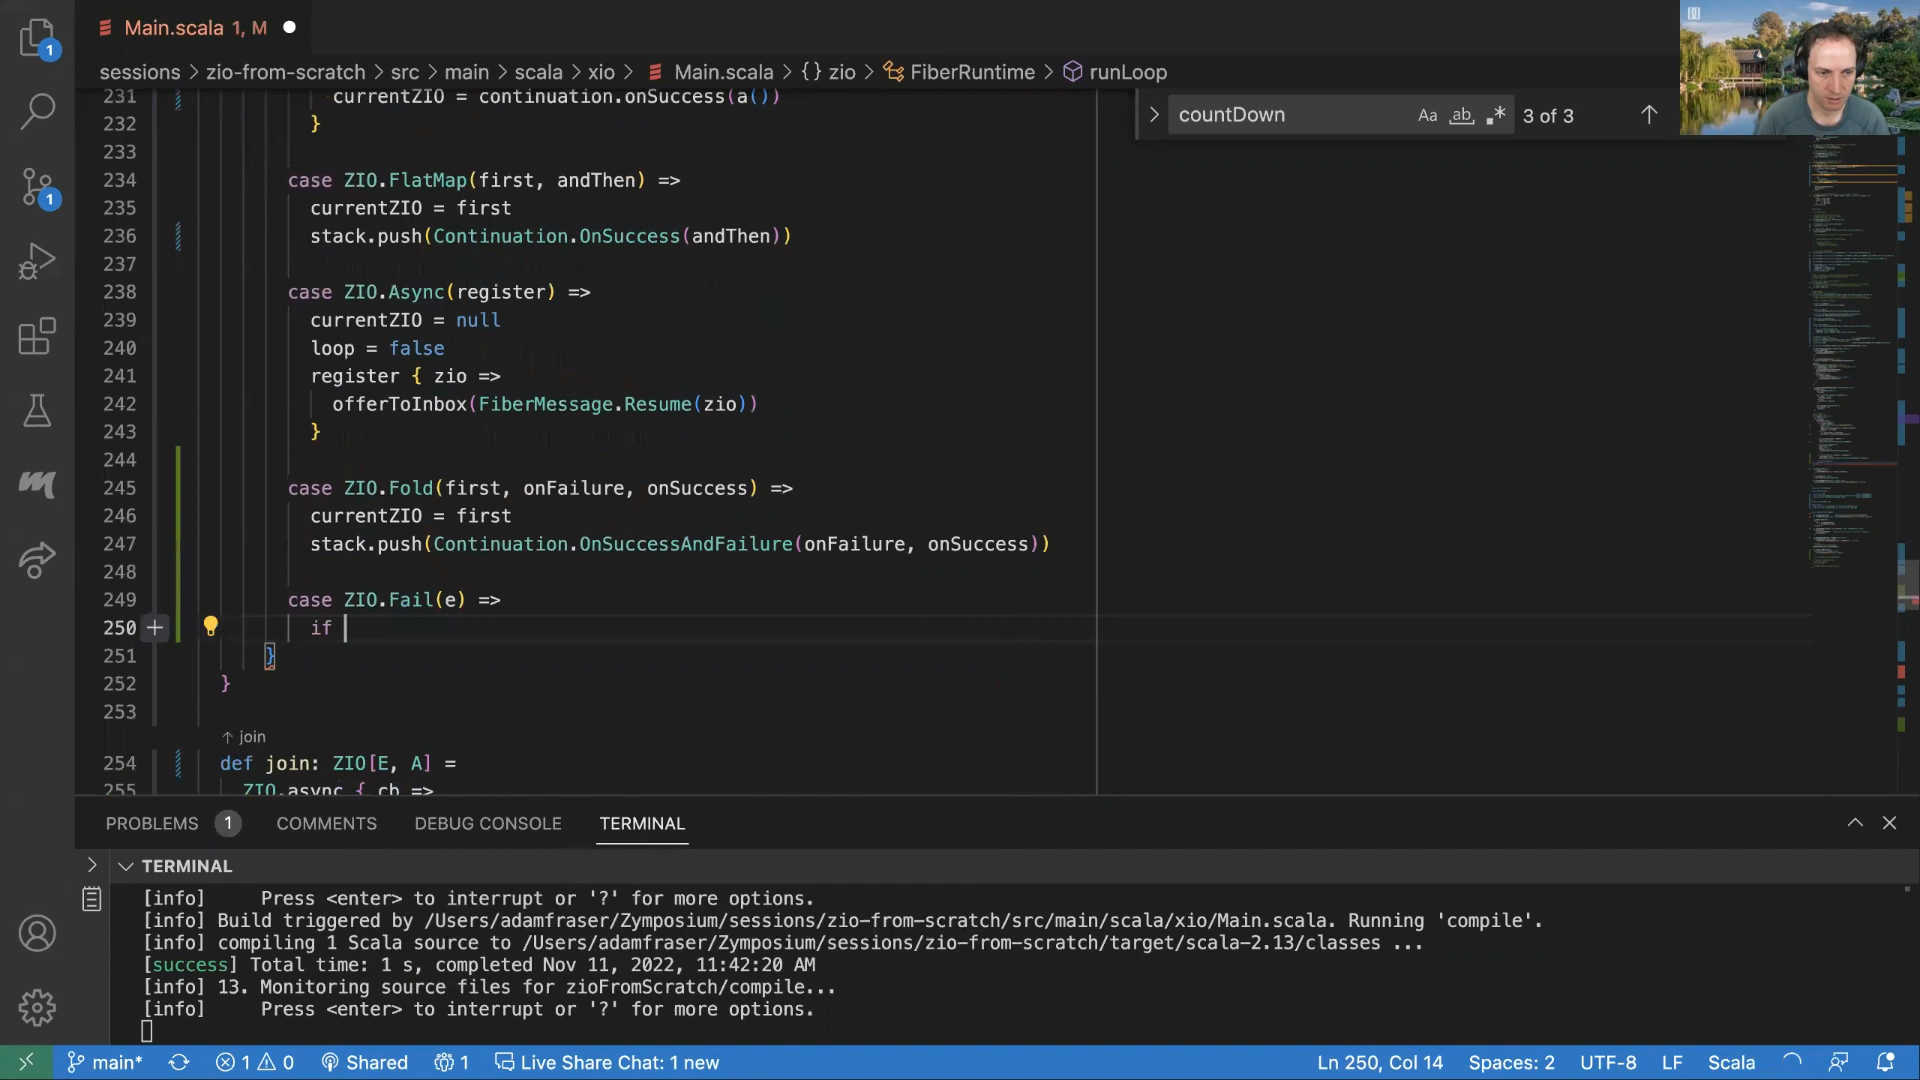 Main.scala 1, M
sessions > zio-from-scratch > src > main > scala > xio > Main.scala > {} zio > FiberRuntime > runLoop
231 currentZIO = continuation.onSuccess(a())
232 }
233
234 case ZIO.FlatMap(first, andThen) =>
235 currentZIO = first
236 stack.push(Continuation.OnSuccess(andThen))
237
238 case ZIO.Async(register) =>
239 currentZIO = null
240 loop = false
241 register { zio =>
242 offerToInbox(FiberMessage.Resume(zio))
243 }
244
245 case ZIO.Fold(first, onFailure, onSuccess) =>
246 currentZIO = first
247 stack.push(Continuation.OnSuccessAndFailure(onFailure, onSuccess))
248
249 case ZIO.Fail(e) =>
250 if
251 }
252 }
253
↑ join
254 def join: ZIO[E, A] =
255 ZIO.async { cb =>
countDown Aa ab 3 of 3
1
1
PROBLEMS 1 COMMENTS DEBUG CONSOLE TERMINAL
TERMINAL
[info] Press <enter> to interrupt or '?' for more options.
[info] Build triggered by /Users/adamfraser/Zymposium/sessions/zio-from-scratch/src/main/scala/xio/Main.scala. Running 'compile'.
[info] compiling 1 Scala source to /Users/adamfraser/Zymposium/sessions/zio-from-scratch/target/scala-2.13/classes ...
[success] Total time: 1 s, completed Nov 11, 2022, 11:42:20 AM
[info] 13. Monitoring source files for zioFromScratch/compile...
[info] Press <enter> to interrupt or '?' for more options.
main* 1 0 Shared 1 Live Share Chat: 1 new Ln 250, Col 14 Spaces: 2 UTF-8 LF Scala